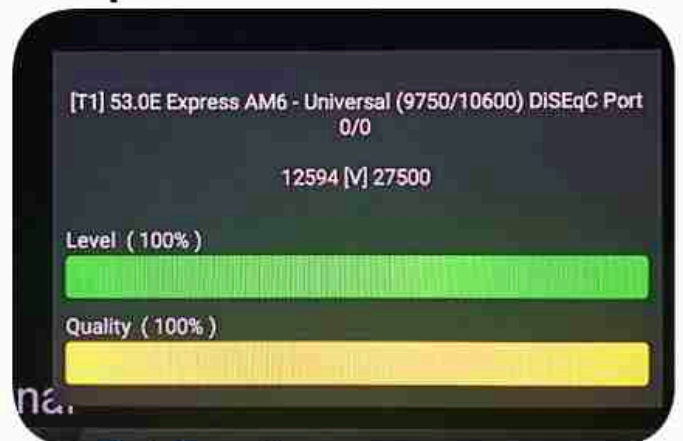 [T1] 53.0E Express AM6 - Universal (9750/10600) DiSEqC Port
0/0
12594 [V] 27500
Level ( 100% )
Quality ( 100% )